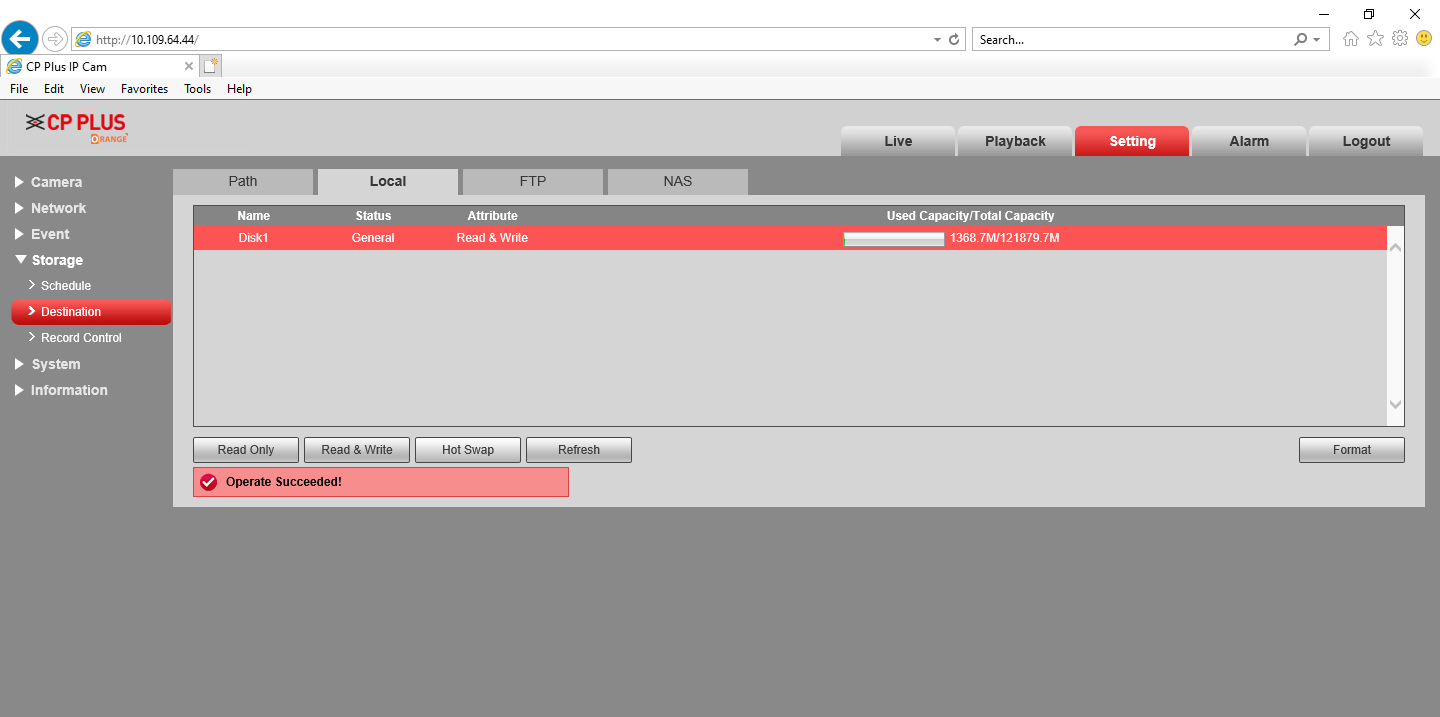 http://10.109.64.44/
Search...
CP Plus IP Cam
File Edit View Favorites Tools Help
CP PLUS
ORANGE
Live Playback Setting Alarm Logout
Camera
Network
Event
Storage
Schedule
Destination
Record Control
System
Information
Path Local FTP NAS
Name Status Attribute Used Capacity/Total Capacity
Disk1 General Read & Write 1368.7M/121879.7M
Read Only Read & Write Hot Swap Refresh Format
Operate Succeeded!